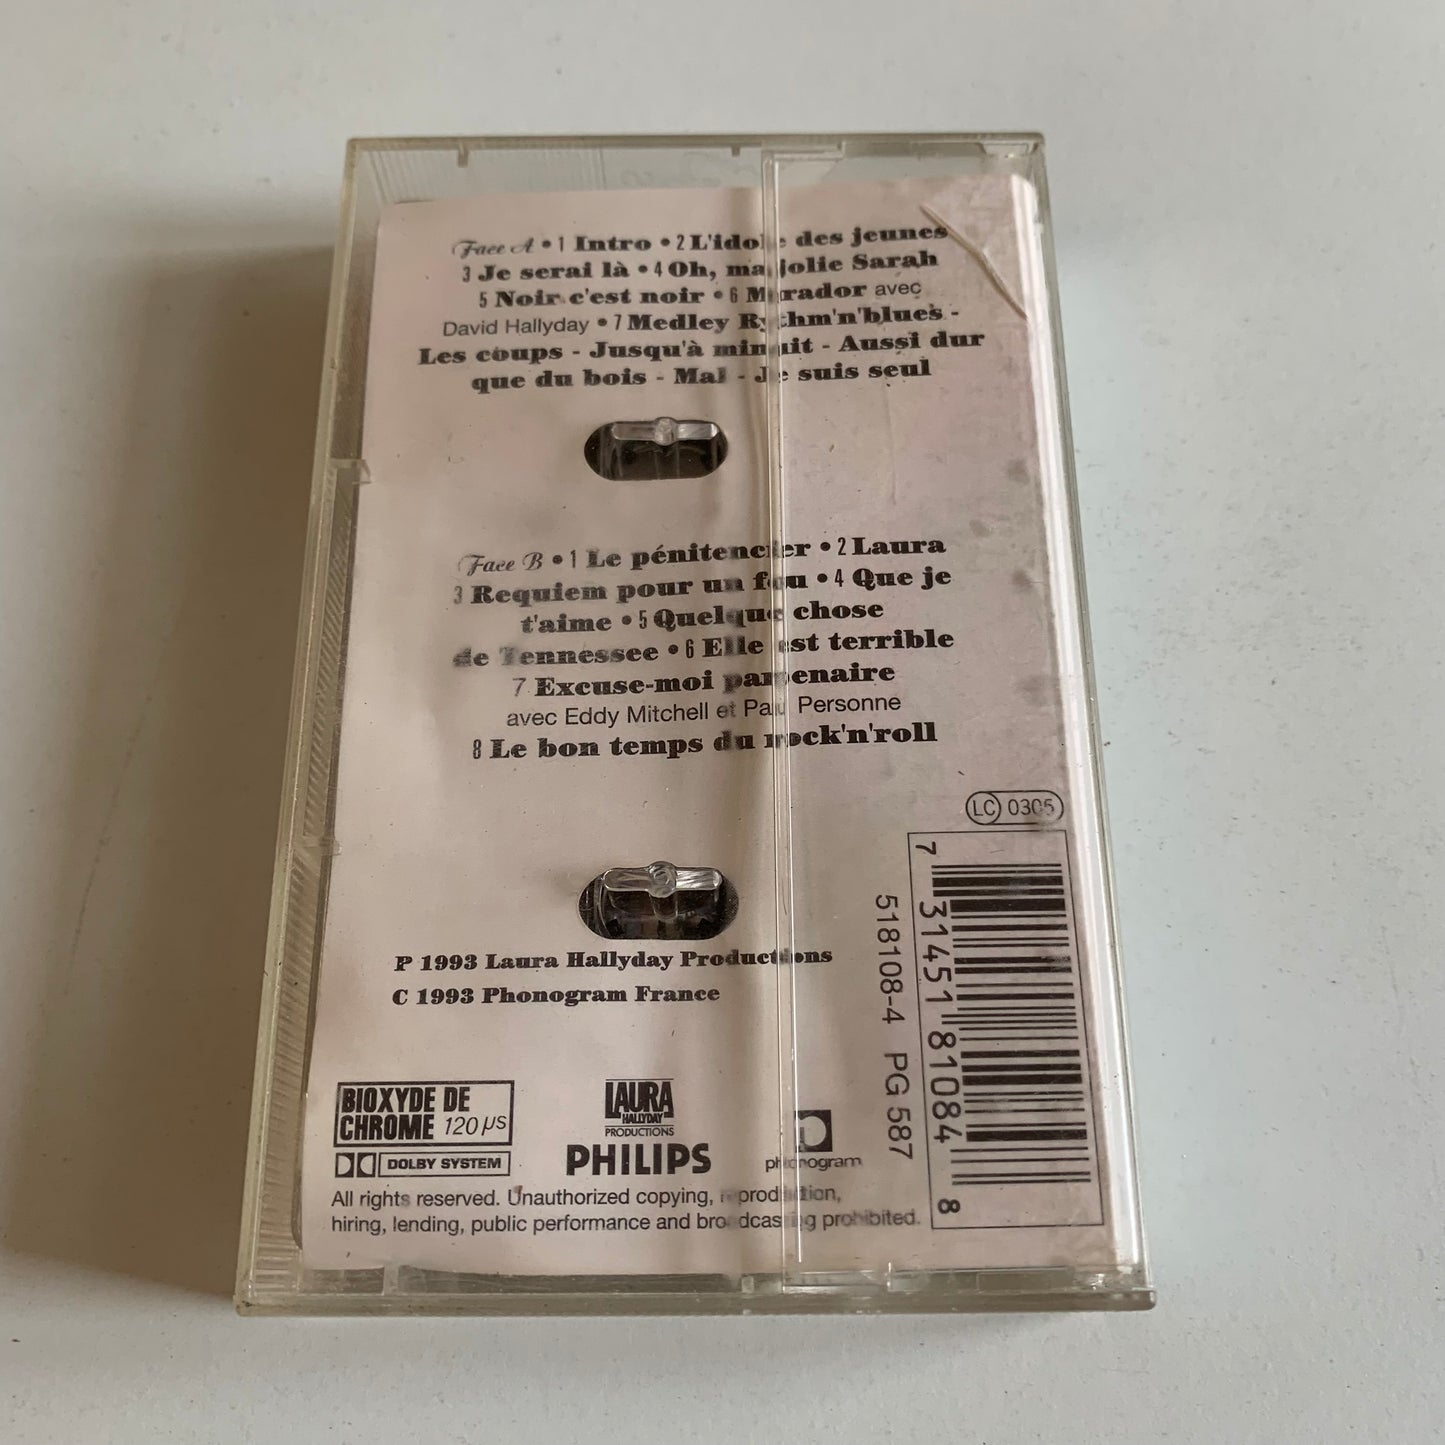 Face A • 1 Intro • 2 L'idole des jeunes
3 Je serai là • 4 Oh, ma jolie Sarah
5 Noir c'est noir • 6 Mirador avec
David Hallyday • 7 Medley Rythm'n'blues -
Les coups - Jusqu'à minuit - Aussi dur
que du bois - Mal - Je suis seul
Face B • 1 Le pénitencier • 2 Laura
3 Requiem pour un fou • 4 Que je
t'aime • 5 Quelque chose
de Tennessee • 6 Elle est terrible
7 Excuse-moi partenaire
avec Eddy Mitchell et Paul Personne
8 Le bon temps du rock'n'roll
LC 0305
7 31451 81084 8
518108-4 PG 587
P 1993 Laura Hallyday Productions
C 1993 Phonogram France
BIOXYDE DE
CHROME 120 µs
DOLBY SYSTEM
LAURA
HALLYDAY
PRODUCTIONS
PHILIPS
phonogram
All rights reserved. Unauthorized copying, reproduction,
hiring, lending, public performance and broadcasting prohibited.